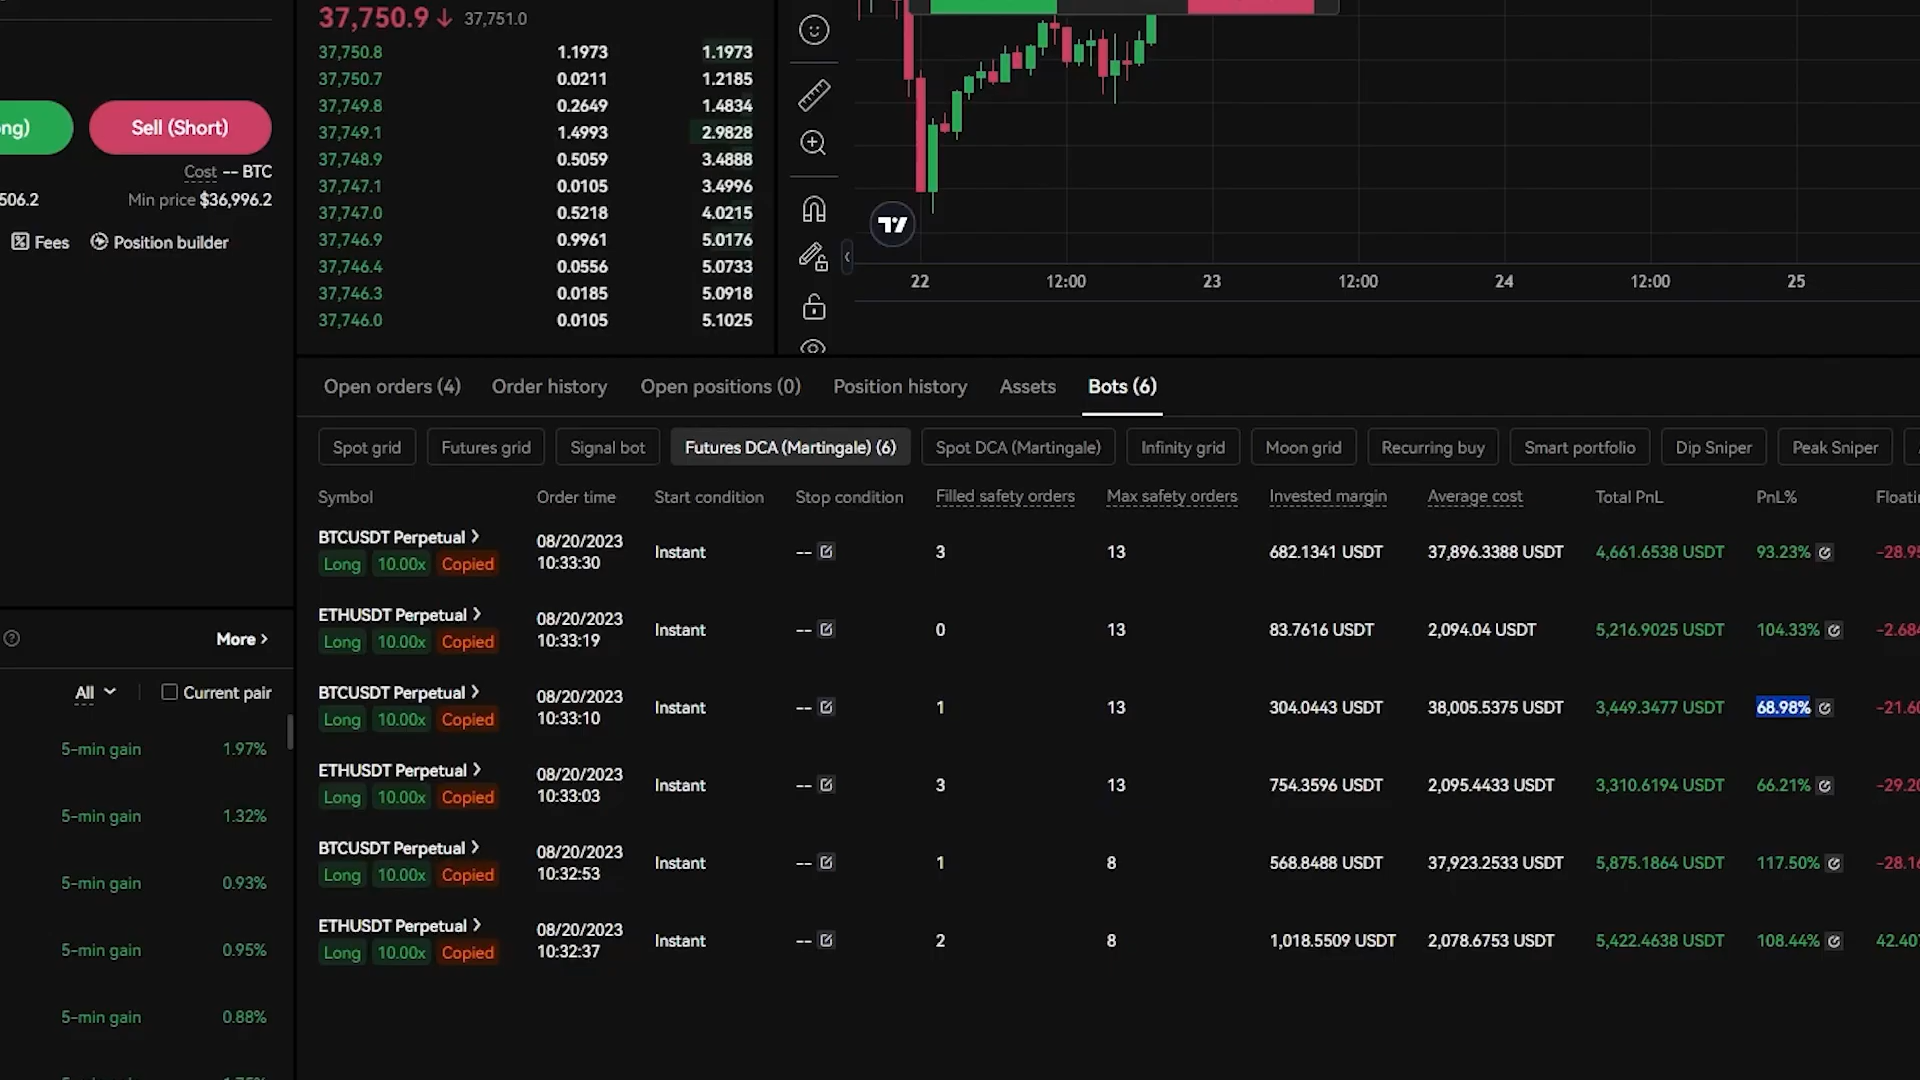 37,750.9 37,751.0
37,750.8 1.1973 1.1973
37,750.7 0.0211 1.2185
37,749.8 0.2649 1.4834
37,749.1 1.4993 2.9828
37,748.9 0.5059 3.4888
37,747.1 0.0105 3.4996
37,747.0 0.5218 4.0215
37,746.9 0.9961 5.0176
37,746.4 0.0556 5.0733
37,746.3 0.0185 5.0918
37,746.0 0.0105 5.1025
ng) Sell (Short)
Cost -- BTC
506.2 Min price $36,996.2
Fees Position builder
22 12:00 23 12:00 24 12:00 25
Open orders (4) Order history Open positions (0) Position history Assets Bots (6)
Spot grid Futures grid Signal bot Futures DCA (Martingale) (6) Spot DCA (Martingale) Infinity grid Moon grid Recurring buy Smart portfolio Dip Sniper Peak Sniper
Symbol Order time Start condition Stop condition Filled safety orders Max safety orders Invested margin Average cost Total PnL PnL% Floati
BTCUSDT Perpetual 08/20/2023 Instant -- 3 13 682.1341 USDT 37,896.3388 USDT 4,661.6538 USDT 93.23% -28.95
Long 10.00x Copied 10:33:30
ETHUSDT Perpetual 08/20/2023 Instant -- 0 13 83.7616 USDT 2,094.04 USDT 5,216.9025 USDT 104.33% -2.684
Long 10.00x Copied 10:33:19
BTCUSDT Perpetual 08/20/2023 Instant -- 1 13 304.0443 USDT 38,005.5375 USDT 3,449.3477 USDT 68.98% -21.60
Long 10.00x Copied 10:33:10
ETHUSDT Perpetual 08/20/2023 Instant -- 3 13 754.3596 USDT 2,095.4433 USDT 3,310.6194 USDT 66.21% -29.20
Long 10.00x Copied 10:33:03
BTCUSDT Perpetual 08/20/2023 Instant -- 1 8 568.8488 USDT 37,923.2533 USDT 5,875.1864 USDT 117.50% -28.16
Long 10.00x Copied 10:32:53
ETHUSDT Perpetual 08/20/2023 Instant -- 2 8 1,018.5509 USDT 2,078.6753 USDT 5,422.4638 USDT 108.44% 42.407
Long 10.00x Copied 10:32:37
More
All Current pair
5-min gain 1.97%
5-min gain 1.32%
5-min gain 0.93%
5-min gain 0.95%
5-min gain 0.88%